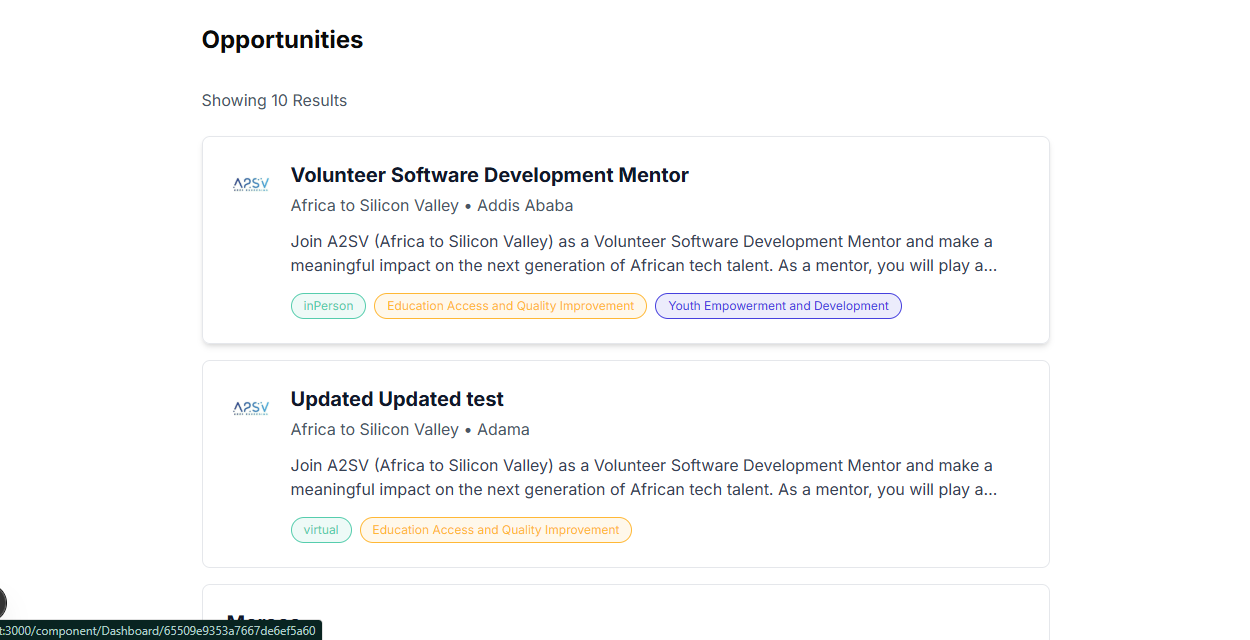 Opportunities
Showing 10 Results
A2SV
Volunteer Software Development Mentor
Africa to Silicon Valley • Addis Ababa
Join A2SV (Africa to Silicon Valley) as a Volunteer Software Development Mentor and make a
meaningful impact on the next generation of African tech talent. As a mentor, you will play a...
inPerson
Education Access and Quality Improvement
Youth Empowerment and Development
A2SV
Updated Updated test
Africa to Silicon Valley • Adama
Join A2SV (Africa to Silicon Valley) as a Volunteer Software Development Mentor and make a
meaningful impact on the next generation of African tech talent. As a mentor, you will play a...
virtual
Education Access and Quality Improvement
t:3000/component/Dashboard/65509e9353a7667de6ef5a60